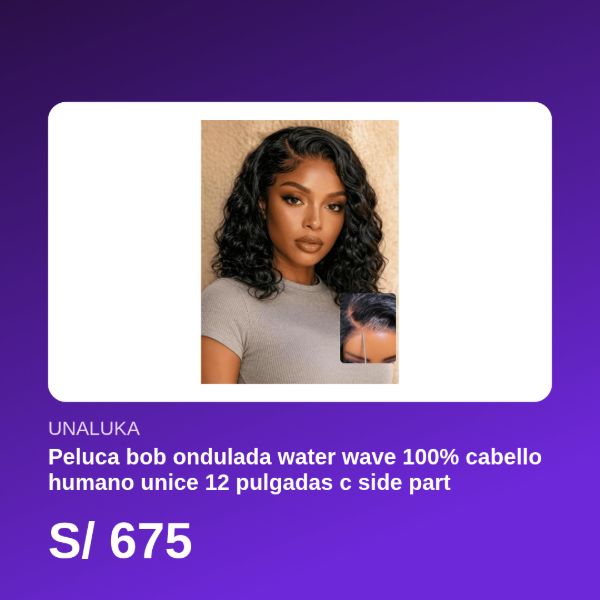 UNALUKA
Peluca bob ondulada water wave 100% cabello
humano unice 12 pulgadas c side part
S/ 675